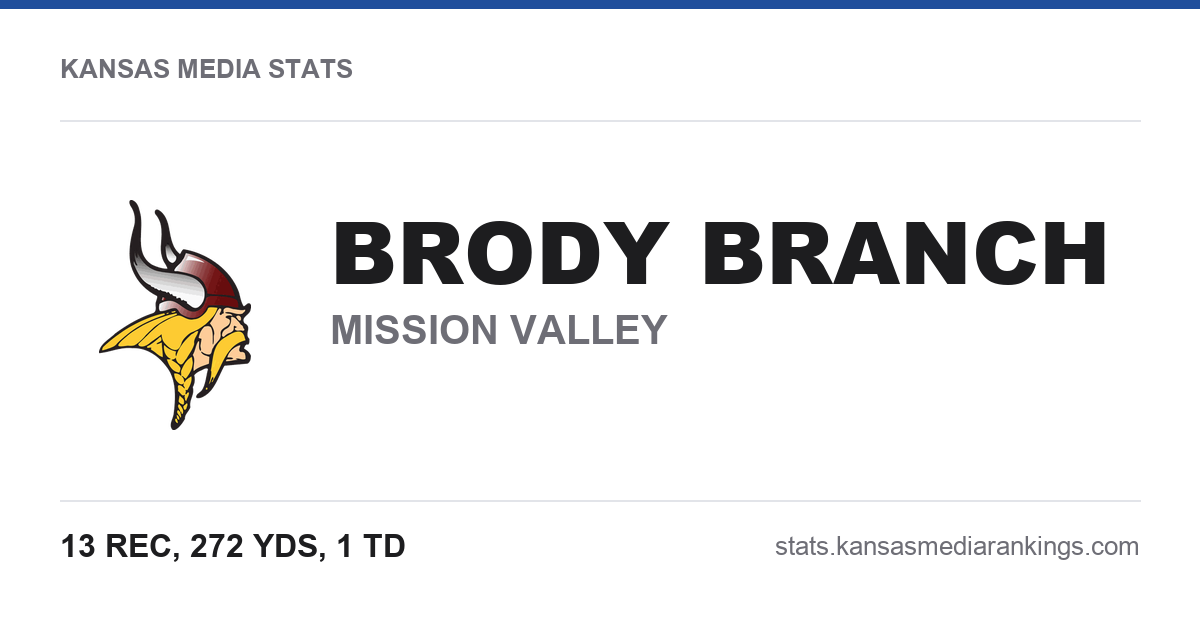 KANSAS MEDIA STATS
BRODY BRANCH
MISSION VALLEY
13 REC, 272 YDS, 1 TD
stats.kansasmediarankings.com